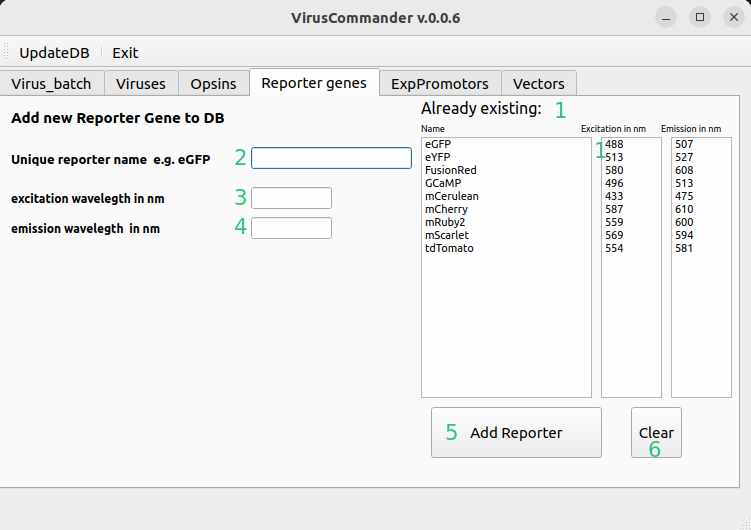 VirusCommander v.0.0.6
UpdateDB Exit
Virus_batch Viruses Opsins Reporter genes ExpPromotors Vectors
Add new Reporter Gene to DB
Already existing: 1
Name Excitation in nm Emission in nm
Unique reporter name e.g. eGFP 2
excitation wavelegth in nm 3
emission wavelegth in nm 4
1
eGFP 488 507
eYFP 513 527
FusionRed 580 608
GCaMP 496 513
mCerulean 433 475
mCherry 587 610
mRuby2 559 600
mScarlet 569 594
tdTomato 554 581
5 Add Reporter
Clear
6